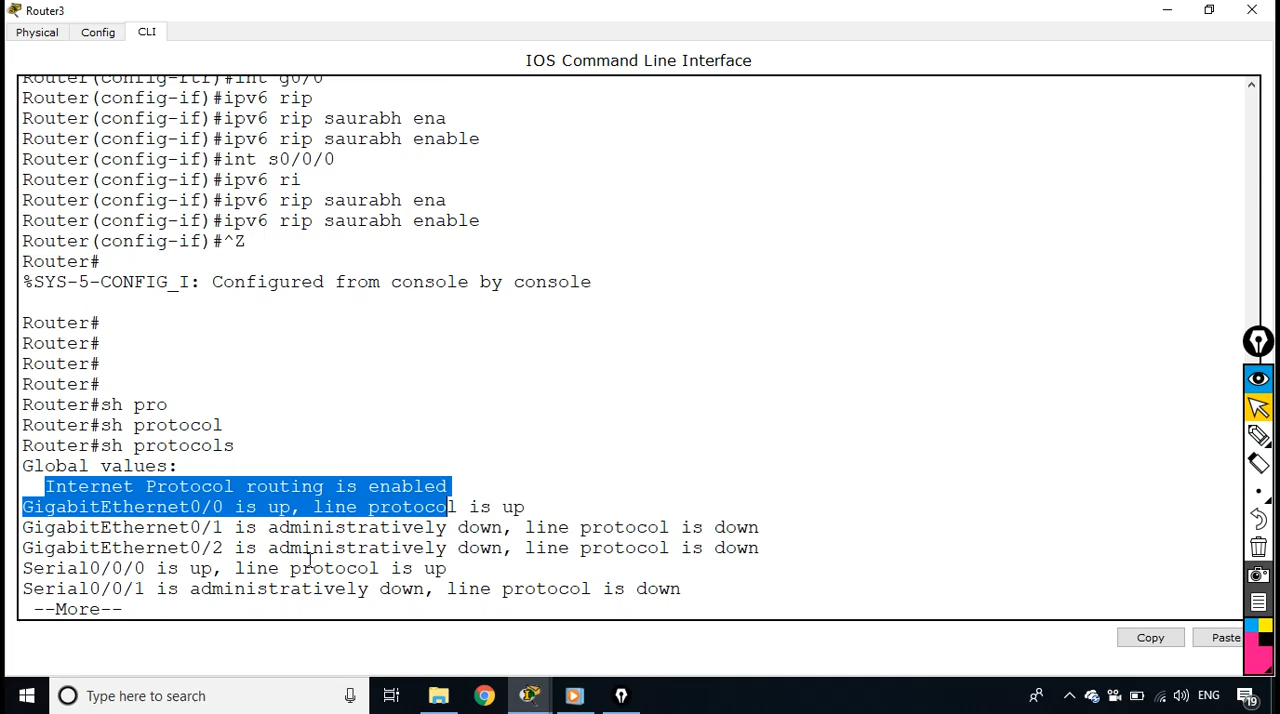 Router3
Physical
Config
CLI
IOS Command Line Interface
Router(config-rtr)#int g0/0
Router(config-if)#ipv6 rip
Router(config-if)#ipv6 rip saurabh ena
Router(config-if)#ipv6 rip saurabh enable
Router(config-if)#int s0/0/0
Router(config-if)#ipv6 ri
Router(config-if)#ipv6 rip saurabh ena
Router(config-if)#ipv6 rip saurabh enable
Router(config-if)#^Z
Router#
%SYS-5-CONFIG_I: Configured from console by console
Router#
Router#
Router#
Router#
Router#sh pro
Router#sh protocol
Router#sh protocols
Global values:
Internet Protocol routing is enabled
GigabitEthernet0/0 is up, line protocol is up
GigabitEthernet0/1 is administratively down, line protocol is down
GigabitEthernet0/2 is administratively down, line protocol is down
Serial0/0/0 is up, line protocol is up
Serial0/0/1 is administratively down, line protocol is down
--More--
Copy
Paste
Type here to search
ENG
19